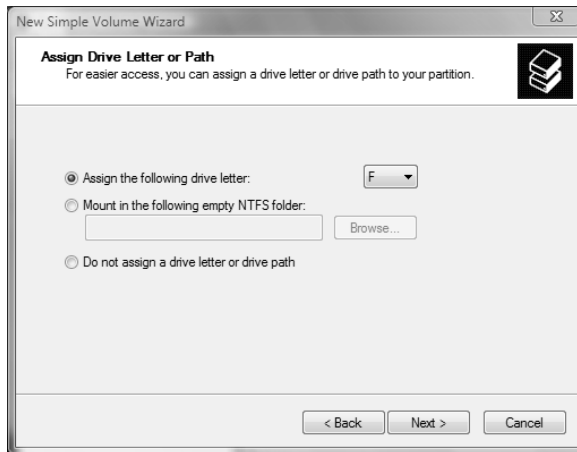 New Simple Volume Wizard
Assign Drive Letter or Path
For easier access, you can assign a drive letter or drive path to your partition.
Assign the following drive letter: F
Mount in the following empty NTFS folder:
Browse...
Do not assign a drive letter or drive path
< Back Next > Cancel